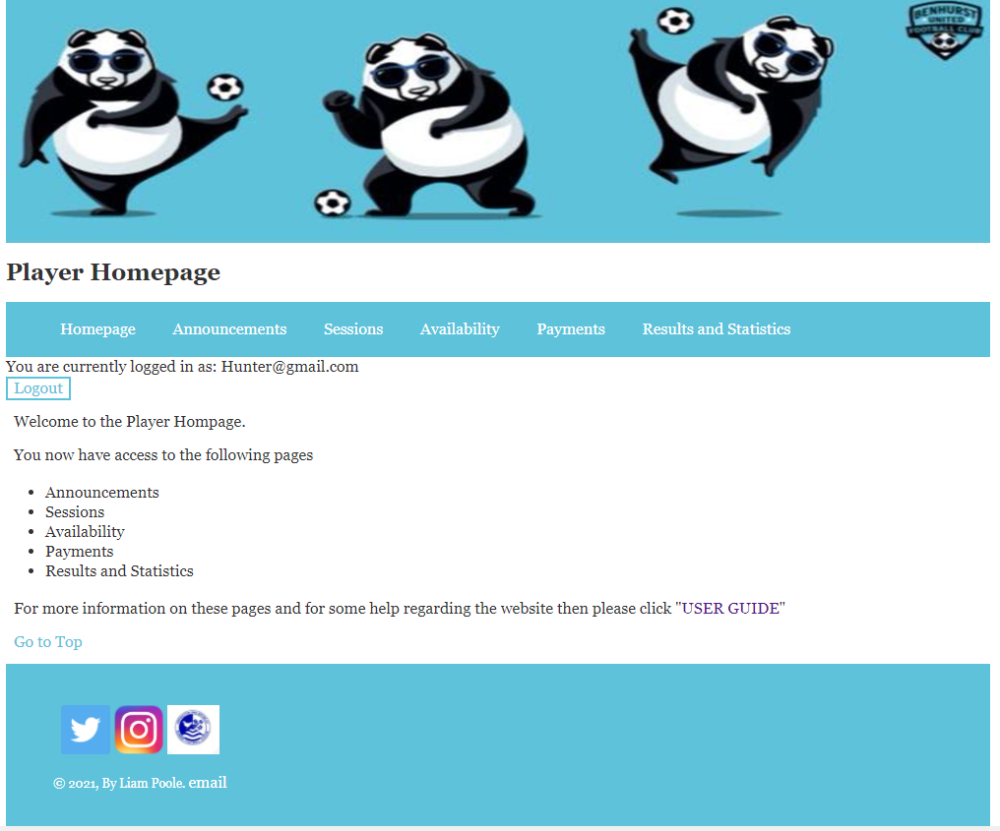 BENHURST
UNITED
FOOTBALL CLUB
Player Homepage
Homepage Announcements Sessions Availability Payments Results and Statistics
You are currently logged in as: Hunter@gmail.com
Logout
Welcome to the Player Hompage.
You now have access to the following pages
Announcements
Sessions
Availability
Payments
Results and Statistics
For more information on these pages and for some help regarding the website then please click "USER GUIDE"
Go to Top
© 2021, By Liam Poole. email